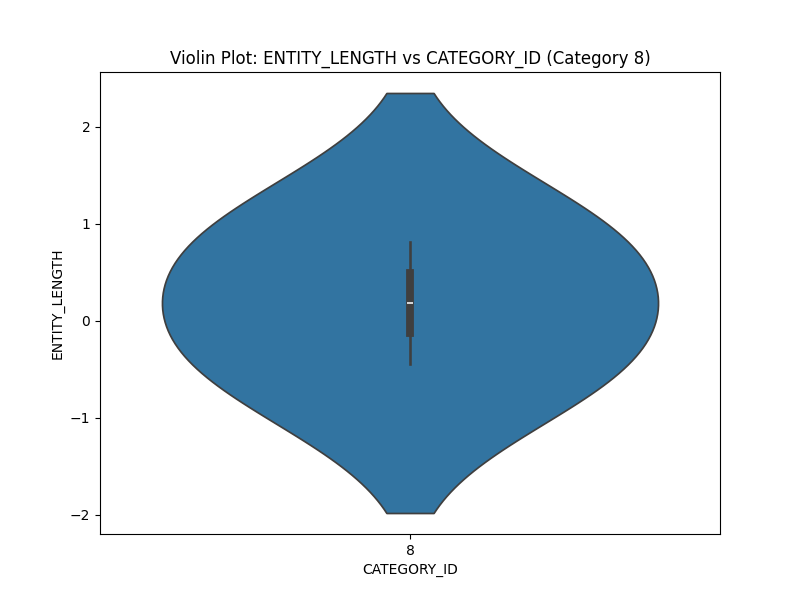 Violin Plot: ENTITY_LENGTH vs CATEGORY_ID (Category 8)
2
1
0
−1
−2
ENTITY_LENGTH
8
CATEGORY_ID